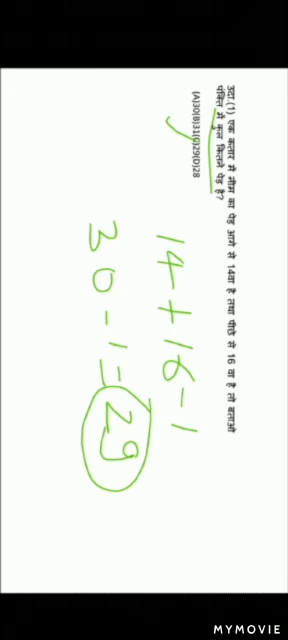 उदा.(1) एक कतार में नीम का पेड़ आगे से 14वा है तथा पीछे से 16 वा है तो बताओ
पंक्ति में कुल कितने पेड़ है?
(A)30(B)31(C)29(D)28
14+16-1
30-1=29
MYMOVIE